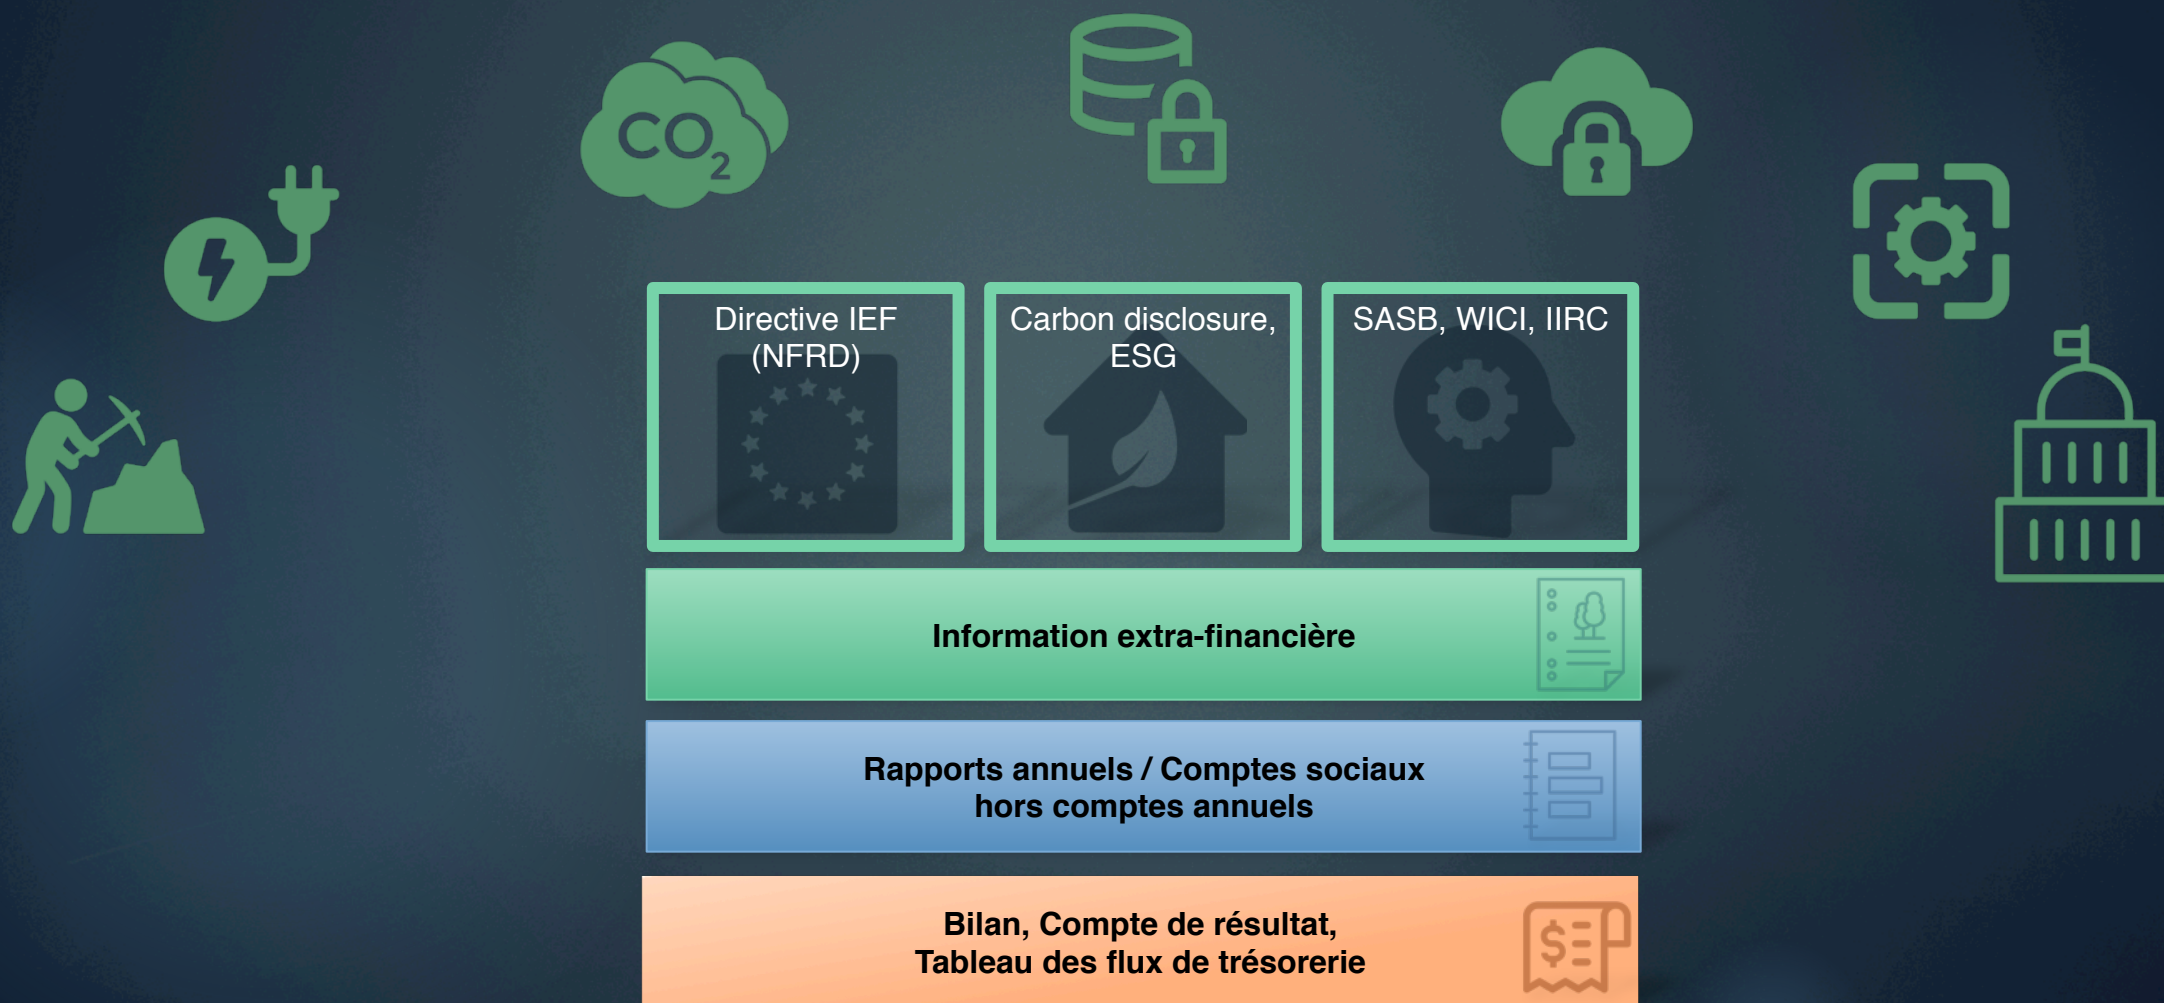 CO2
Directive IEF
(NFRD)
Carbon disclosure,
ESG
SASB, WICI, IIRC
Information extra-financière
Rapports annuels / Comptes sociaux
hors comptes annuels
Bilan, Compte de résultat,
Tableau des flux de trésorerie
$